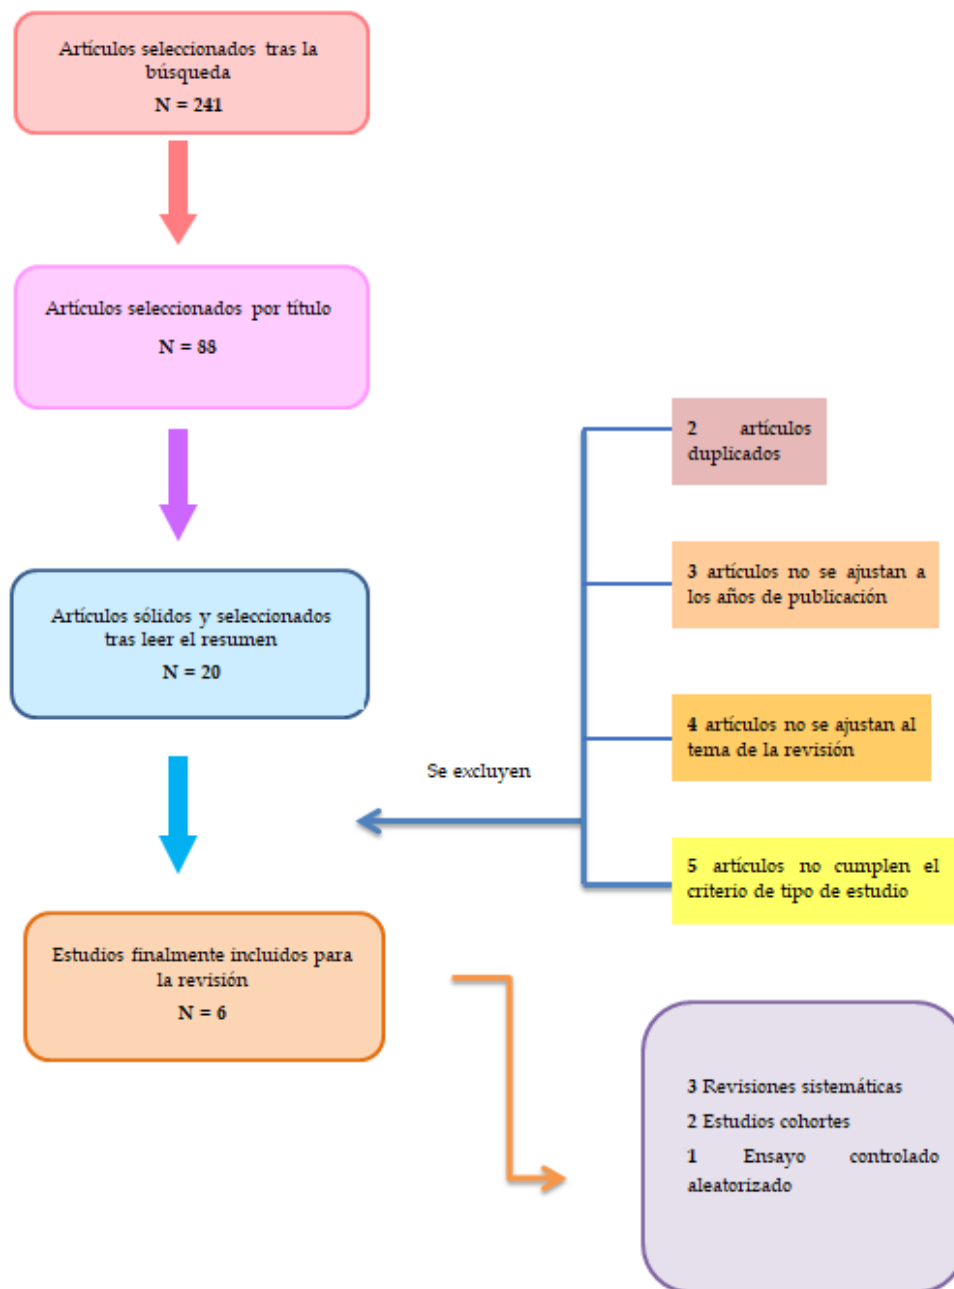 Artículos seleccionados tras la
búsqueda
N = 241
Artículos seleccionados por título
N = 88
2 artículos
duplicados
3 artículos no se ajustan a
los años de publicación
Artículos sólidos y seleccionados
tras leer el resumen
N = 20
4 artículos no se ajustan al
tema de la revisión
Se excluyen
5 artículos no cumplen el
criterio de tipo de estudio
Estudios finalmente incluidos para
la revisión
N = 6
3 Revisiones sistemáticas
2 Estudios cohortes
1 Ensayo controlado
aleatorizado